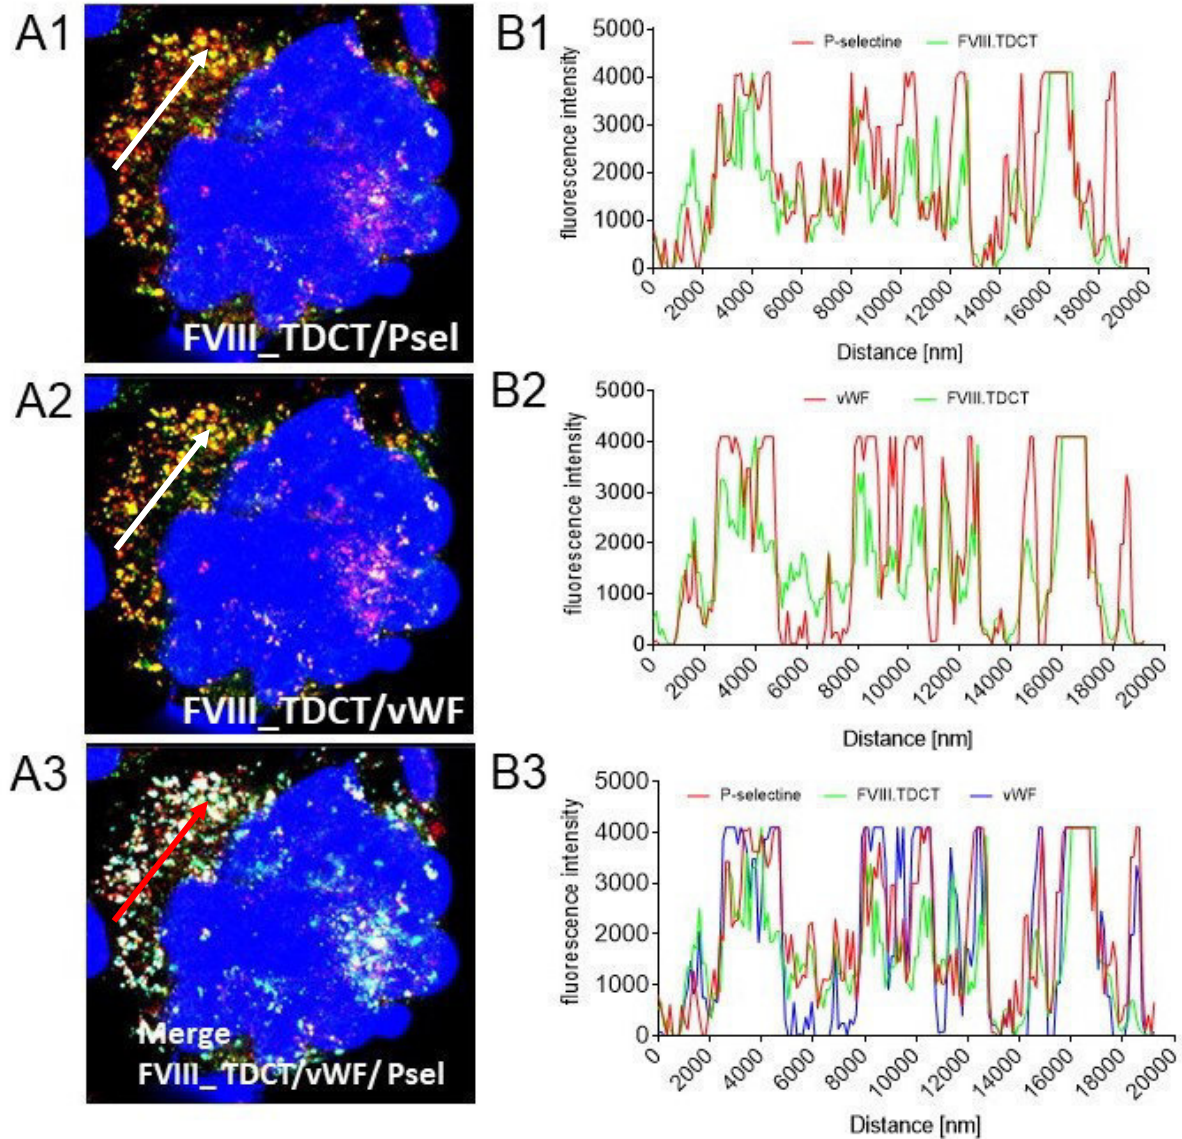 A1
FVIII_TDCT/Psel
B1
P-selectine FVIII.TDCT
fluorescence intensity
5000
4000
3000
2000
1000
0
0 2000 4000 6000 8000 10000 12000 14000 16000 18000 20000
Distance [nm]
A2
FVIII_TDCT/vWF
B2
vWF FVIII.TDCT
fluorescence intensity
5000
4000
3000
2000
1000
0
0 2000 4000 6000 8000 10000 12000 14000 16000 18000 20000
Distance [nm]
A3
Merge
FVIII_TDCT/vWF/ Psel
B3
P-selectine FVIII.TDCT vWF
fluorescence intensity
5000
4000
3000
2000
1000
0
0 2000 4000 6000 8000 10000 12000 14000 16000 18000 20000
Distance [nm]